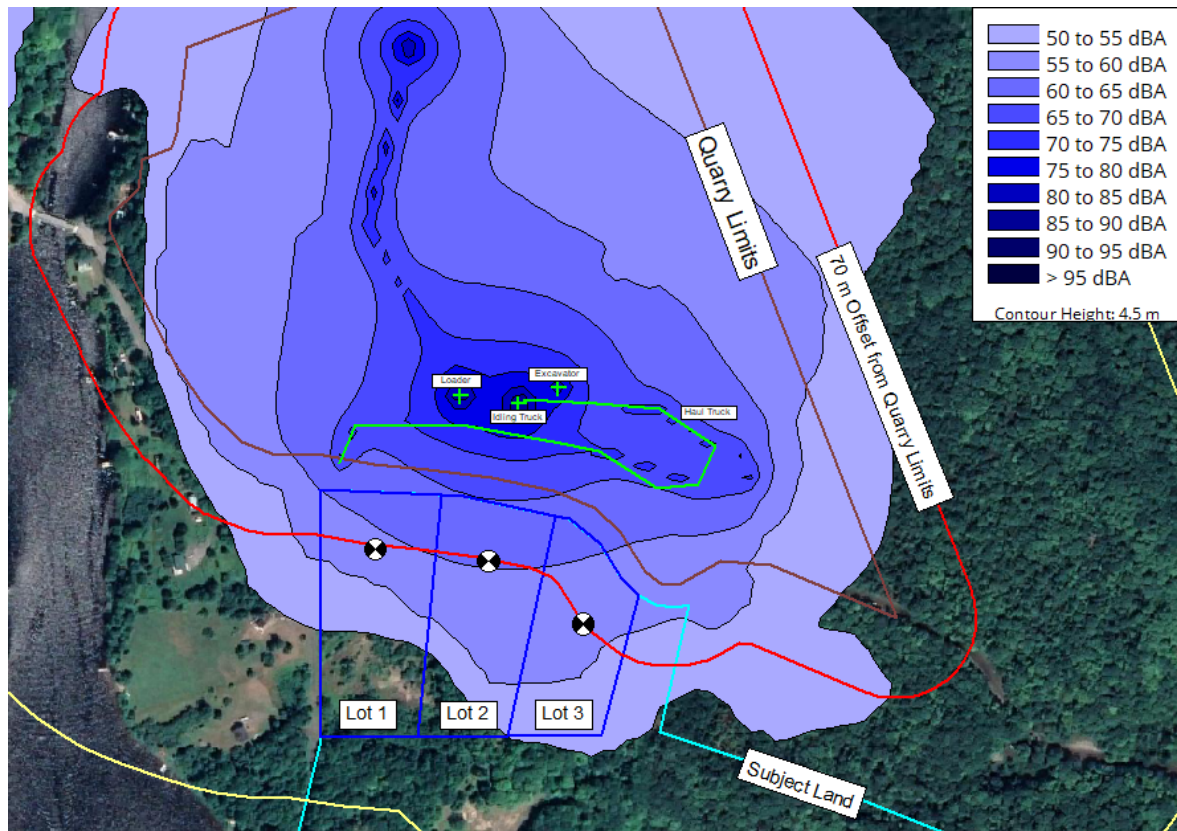 50 to 55 dBA
55 to 60 dBA
60 to 65 dBA
65 to 70 dBA
70 to 75 dBA
75 to 80 dBA
80 to 85 dBA
85 to 90 dBA
90 to 95 dBA
> 95 dBA
Contour Height: 4.5 m
Quarry Limits
70 m Offset from Quarry Limits
Loader
Excavator
Idling Truck
Haul Truck
Lot 1
Lot 2
Lot 3
Subject Land